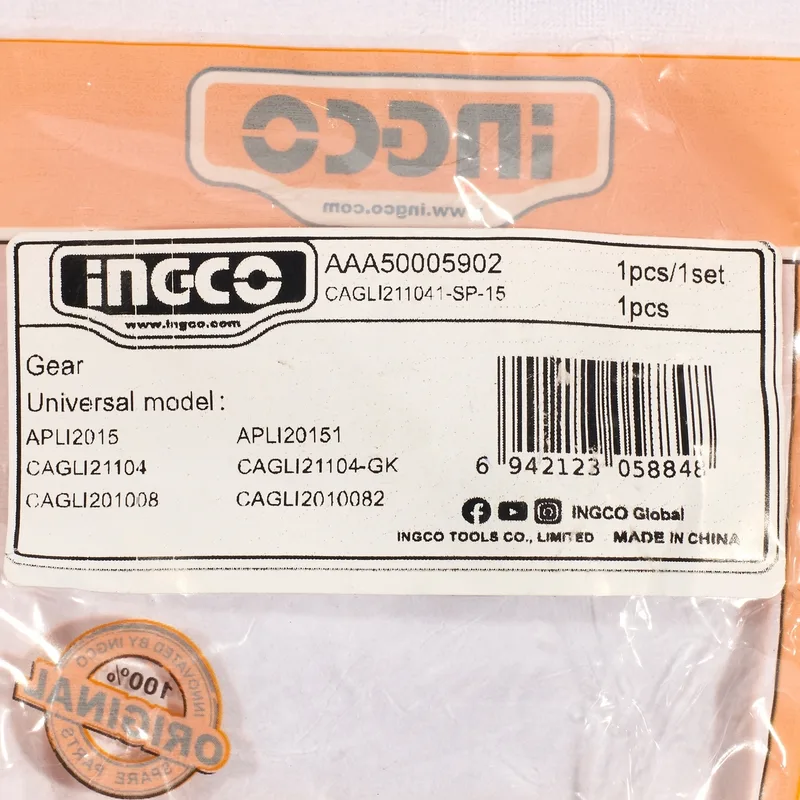 INGCO
www.ingco.com
INGCO
www.ingco.com
AAA50005902
CAGLI211041-SP-15
1pcs/1set
1pcs
Gear
Universal model:
APLI2015 APLI20151
CAGLI21104 CAGLI21104-GK
CAGLI201008 CAGLI2010082
6 942123 058848
INGCO Global
INGCO TOOLS CO., LIMITED MADE IN CHINA
INNOVATED BY INGCO
100%
ORIGINAL
SPARE PARTS